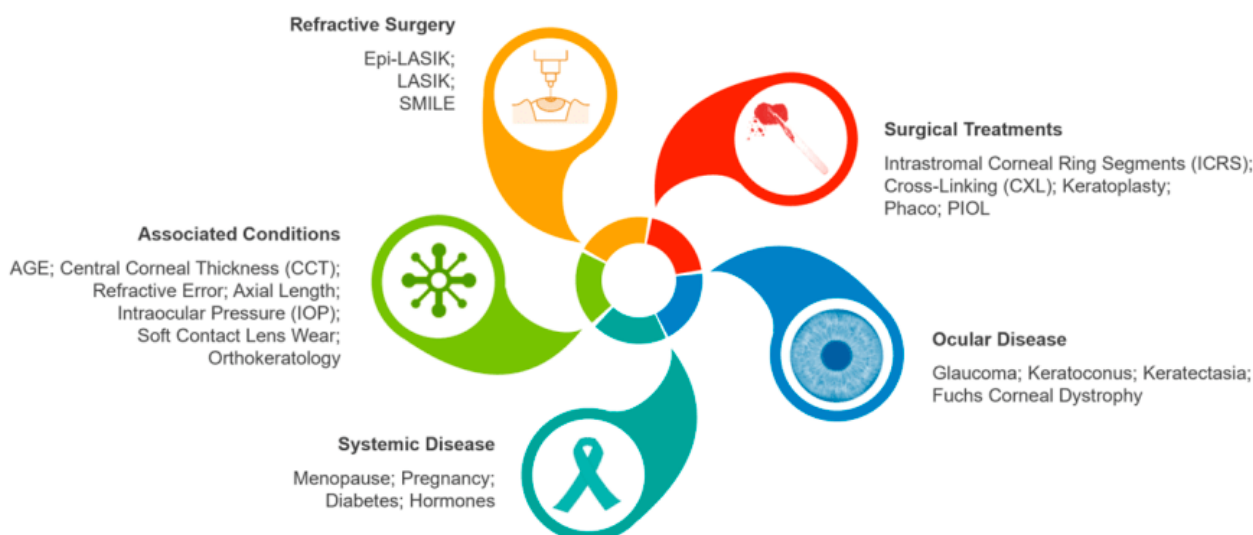 Refractive Surgery
Epi-LASIK;
LASIK;
SMILE
Surgical Treatments
Intrastromal Corneal Ring Segments (ICRS);
Cross-Linking (CXL); Keratoplasty;
Phaco; PIOL
Associated Conditions
AGE; Central Corneal Thickness (CCT);
Refractive Error; Axial Length;
Intraocular Pressure (IOP);
Soft Contact Lens Wear;
Orthokeratology
Ocular Disease
Glaucoma; Keratoconus; Keratectasia;
Fuchs Corneal Dystrophy
Systemic Disease
Menopause; Pregnancy;
Diabetes; Hormones